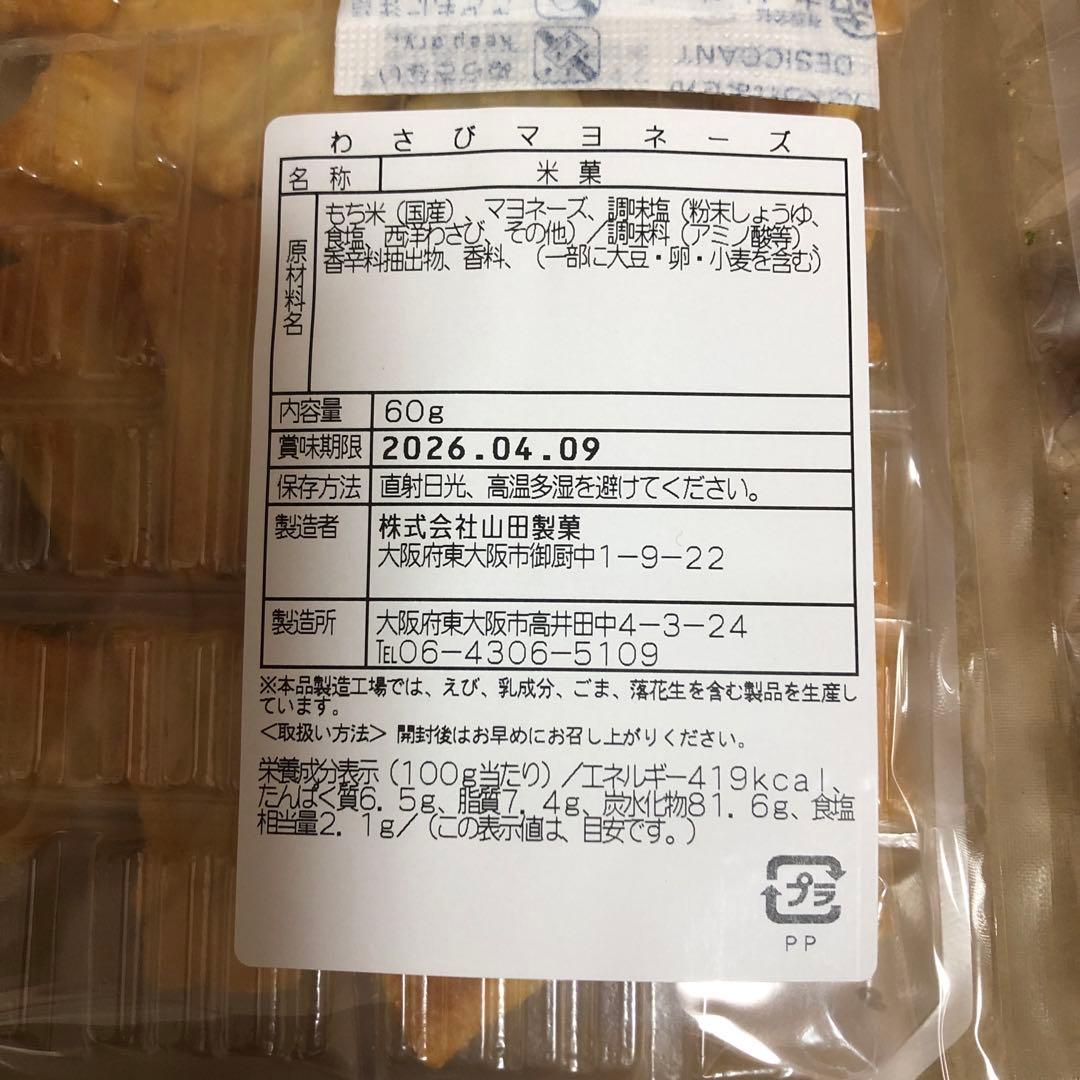 DESICCANT
わさびマヨネーズ
名称 米菓
原材料名
もち米（国産）、マヨネーズ、調味塩（粉末しょうゆ、
食塩、西洋わさび、その他）／調味料（アミノ酸等）
香辛料抽出物、香料、（一部に大豆・卵・小麦を含む）
内容量 60g
賞味期限 2026.04.09
保存方法 直射日光、高温多湿を避けてください。
製造者 株式会社山田製菓
大阪府東大阪市御厨中1－9－22
製造所 大阪府東大阪市高井田中4－3－24
℡06－4306－5109
※本品製造工場では、えび、乳成分、ごま、落花生を含む製品を生産し
ています。
＜取扱い方法＞ 開封後はお早めにお召し上がりください。
栄養成分表示（100g当たり）／エネルギー419kcal、
たんぱく質6.5g、脂質7.4g、炭水化物81.6g、食塩
相当量2.1g／（この表示値は、目安です。）
プラ
PP